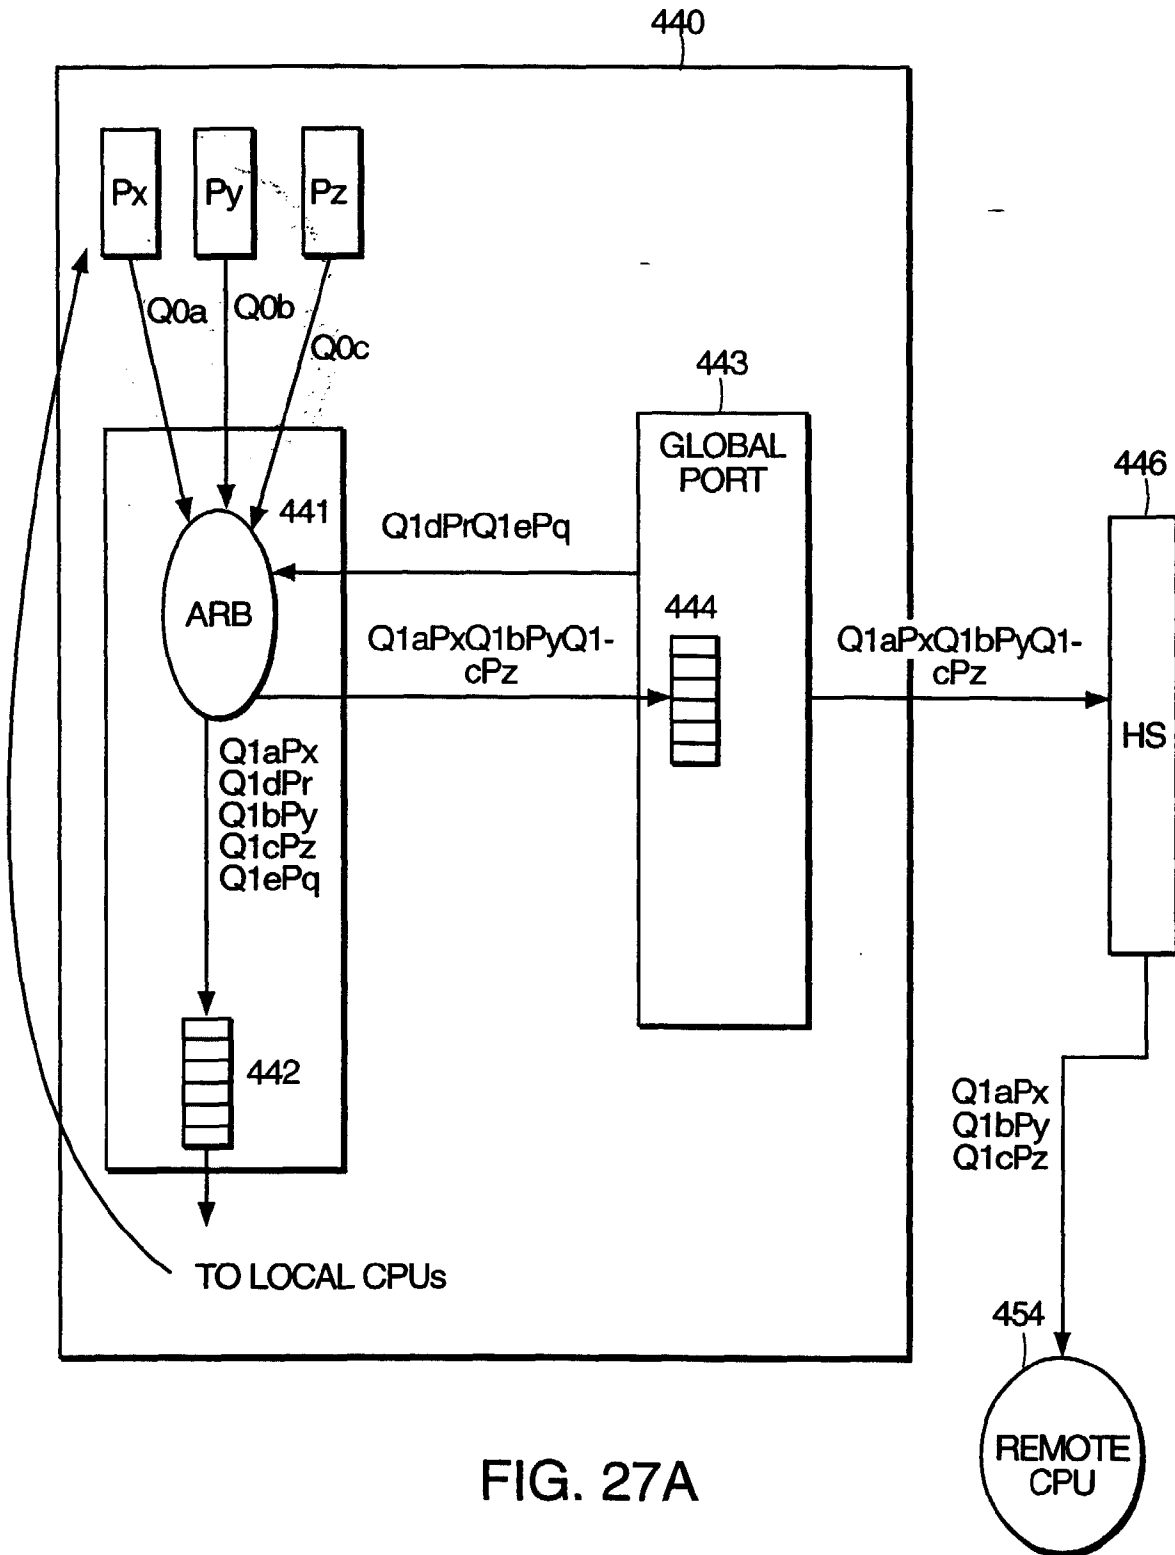 440
Px
Py
Pz
Q0a
Q0b
Q0c
443
GLOBAL
PORT
446
441
Q1dPrQ1ePq
ARB
444
Q1aPxQ1bPyQ1-
cPz
Q1aPxQ1bPyQ1-
cPz
HS
Q1aPx
Q1dPr
Q1bPy
Q1cPz
Q1ePq
442
Q1aPx
Q1bPy
Q1cPz
TO LOCAL CPUs
454
REMOTE
CPU
FIG. 27A